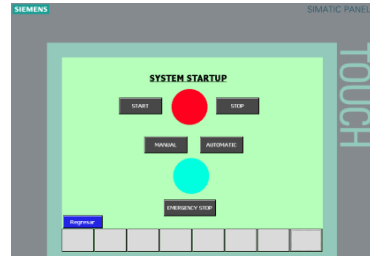 SIEMENS
SIMATIC PANEL
TOUCH
SYSTEM STARTUP
START
STOP
MANUAL
AUTOMATIC
EMERGENCY STOP
Regresar